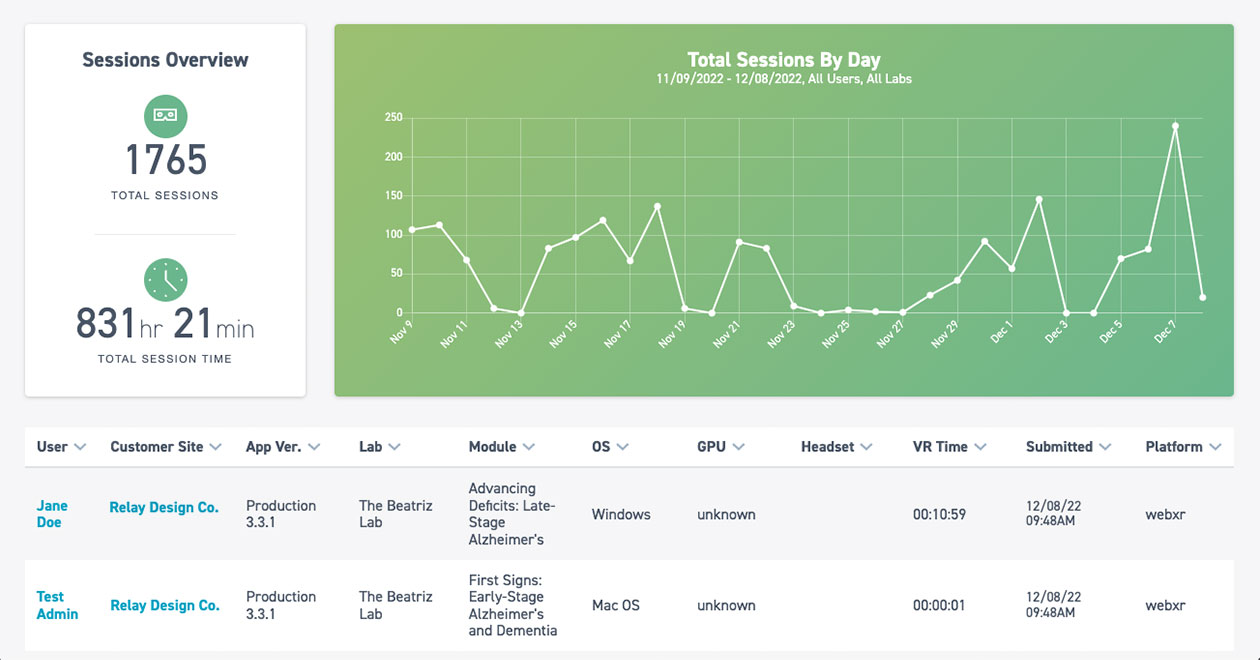 Sessions Overview
1765
TOTAL SESSIONS
831hr 21min
TOTAL SESSION TIME
Total Sessions By Day
11/09/2022 - 12/08/2022, All Users, All Labs
250
200
150
100
50
0
Nov 9
Nov 11
Nov 13
Nov 15
Nov 17
Nov 19
Nov 21
Nov 23
Nov 25
Nov 27
Nov 29
Dec 1
Dec 3
Dec 5
Dec 7
User Customer Site App Ver. Lab Module OS GPU Headset VR Time Submitted Platform
Jane
Doe
Relay Design Co.
Production
3.3.1
The Beatriz
Lab
Advancing
Deficits: Late-
Stage
Alzheimer's
Windows
unknown
00:10:59
12/08/22
09:48AM
webxr
Test
Admin
Relay Design Co.
Production
3.3.1
The Beatriz
Lab
First Signs:
Early-Stage
Alzheimer's
and Dementia
Mac OS
unknown
00:00:01
12/08/22
09:48AM
webxr